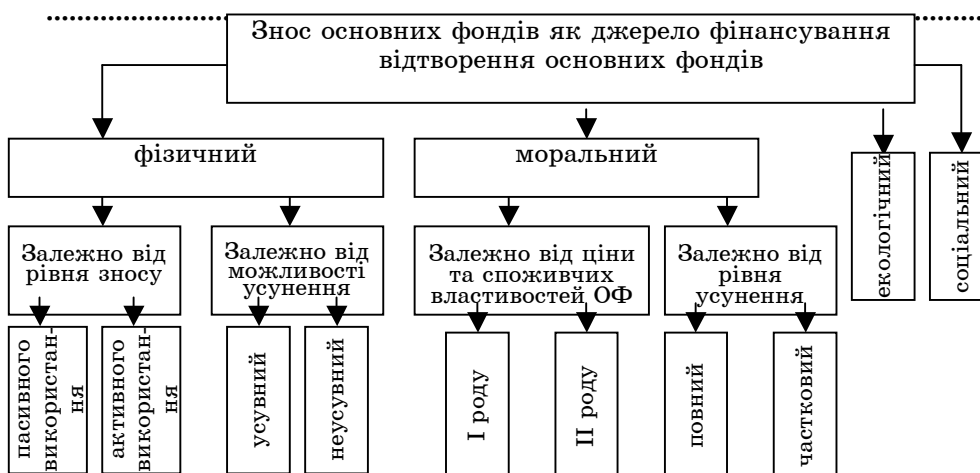 Знос основних фондів як джерело фінансування
відтворення основних фондів
фізичний
моральний
екологічний
соціальний
Залежно від
рівня зносу
Залежно від
можливості
усунення
Залежно від ціни
та споживчих
властивостей ОФ
Залежно від
рівня
усунення
пасивного
використан-
ня
активного
використан-
ня
усувний
неусувний
I роду
II роду
повний
частковий